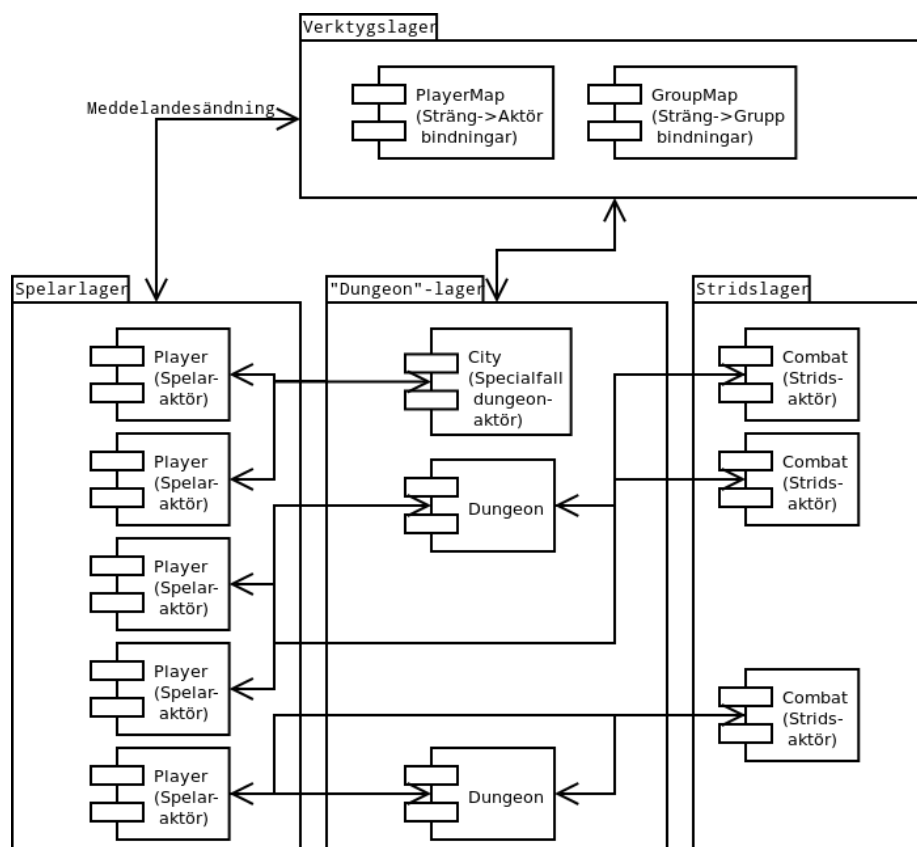 Verktygslager
Meddelandesändning
PlayerMap
(Sträng->Aktör
bindningar)
GroupMap
(Sträng->Grupp
bindningar)
Spelarlager
"Dungeon"-lager
Stridslager
Player
(Spelar-
aktör)
City
(Specialfall
dungeon-
aktör)
Combat
(Strids-
aktör)
Player
(Spelar-
aktör)
Dungeon
Combat
(Strids-
aktör)
Player
(Spelar-
aktör)
Player
(Spelar-
aktör)
Combat
(Strids-
aktör)
Player
(Spelar-
aktör)
Dungeon